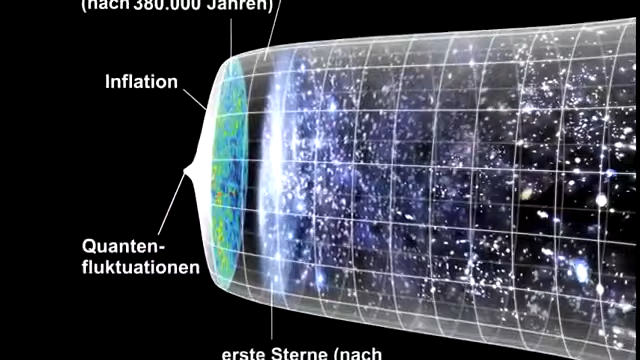 (nach 380.000 Jahren)
Inflation
Quanten-
fluktuationen
erste Sterne (nach